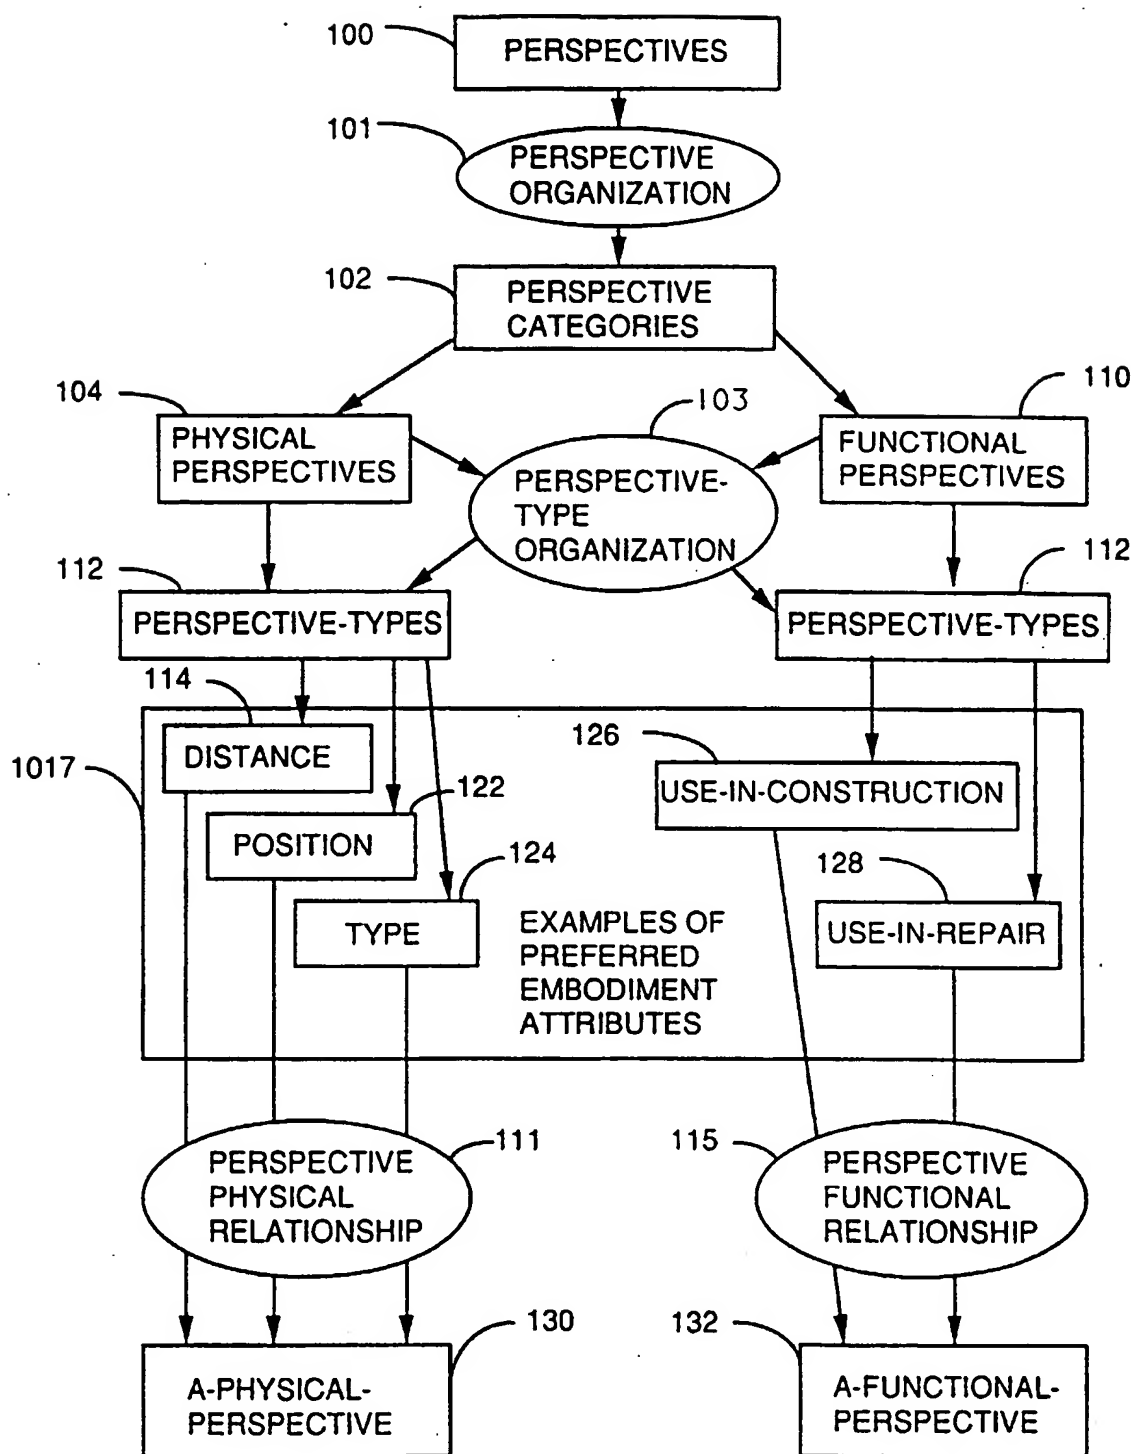 100
PERSPECTIVES
101
PERSPECTIVE
ORGANIZATION
102
PERSPECTIVE
CATEGORIES
104
PHYSICAL
PERSPECTIVES
103
PERSPECTIVE-
TYPE
ORGANIZATION
110
FUNCTIONAL
PERSPECTIVES
112
PERSPECTIVE-TYPES
112
PERSPECTIVE-TYPES
114
DISTANCE
1017
122
POSITION
124
TYPE
126
USE-IN-CONSTRUCTION
128
USE-IN-REPAIR
EXAMPLES OF
PREFERRED
EMBODIMENT
ATTRIBUTES
111
PERSPECTIVE
PHYSICAL
RELATIONSHIP
115
PERSPECTIVE
FUNCTIONAL
RELATIONSHIP
130
A-PHYSICAL-
PERSPECTIVE
132
A-FUNCTIONAL-
PERSPECTIVE